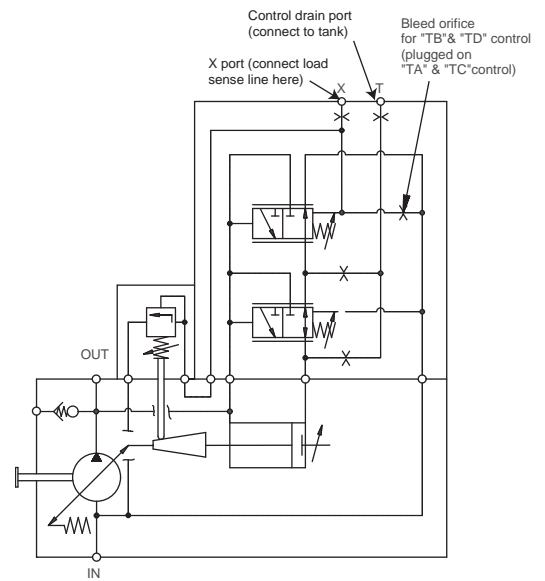 Control drain port
(connect to tank)
Bleed orifice
for "TB"& "TD" control
(plugged on
"TA" & "TC"control)
X port (connect load
sense line here)
X
T
OUT
IN